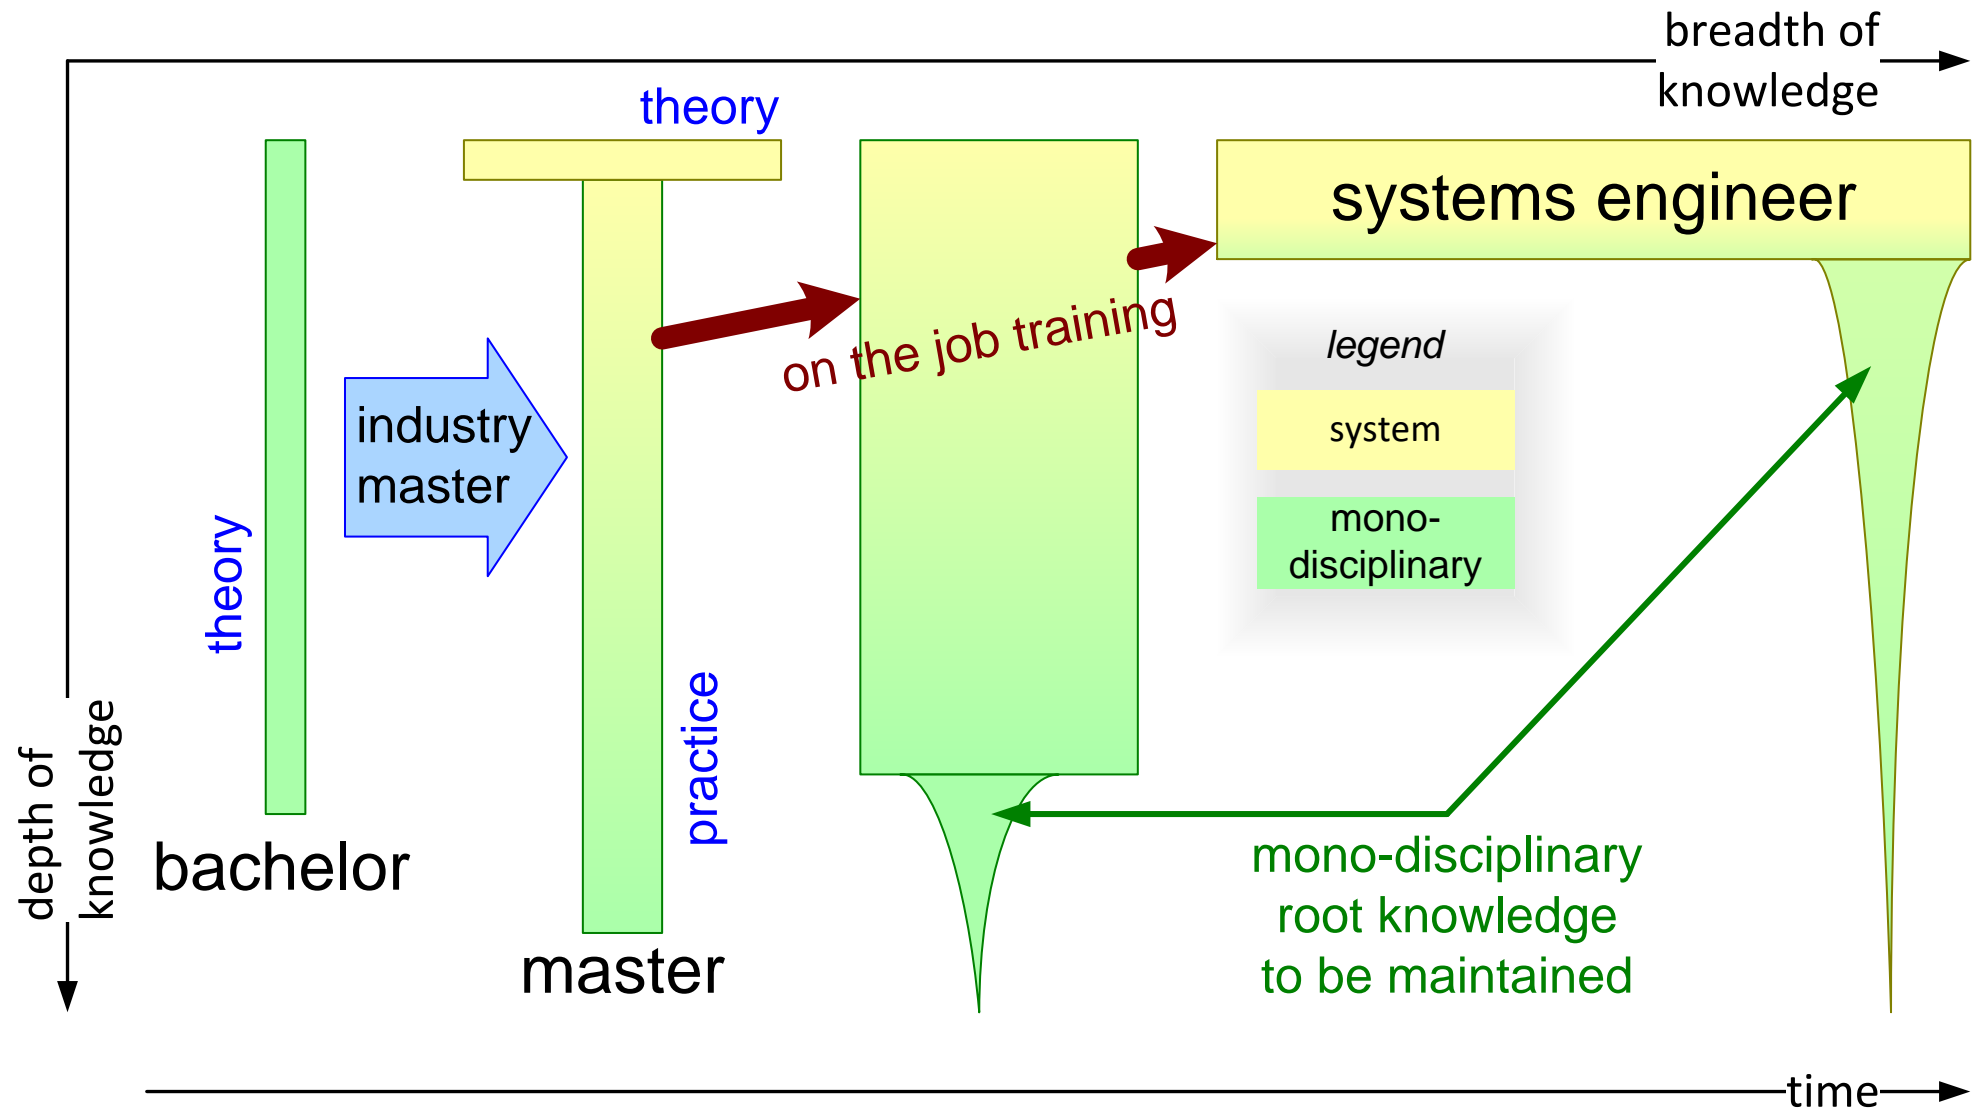 breadth of
knowledge
theory
systems engineer
on the job training
legend
system
mono-
disciplinary
industry
master
theory
practice
depth of
knowledge
bachelor
master
mono-disciplinary
root knowledge
to be maintained
time